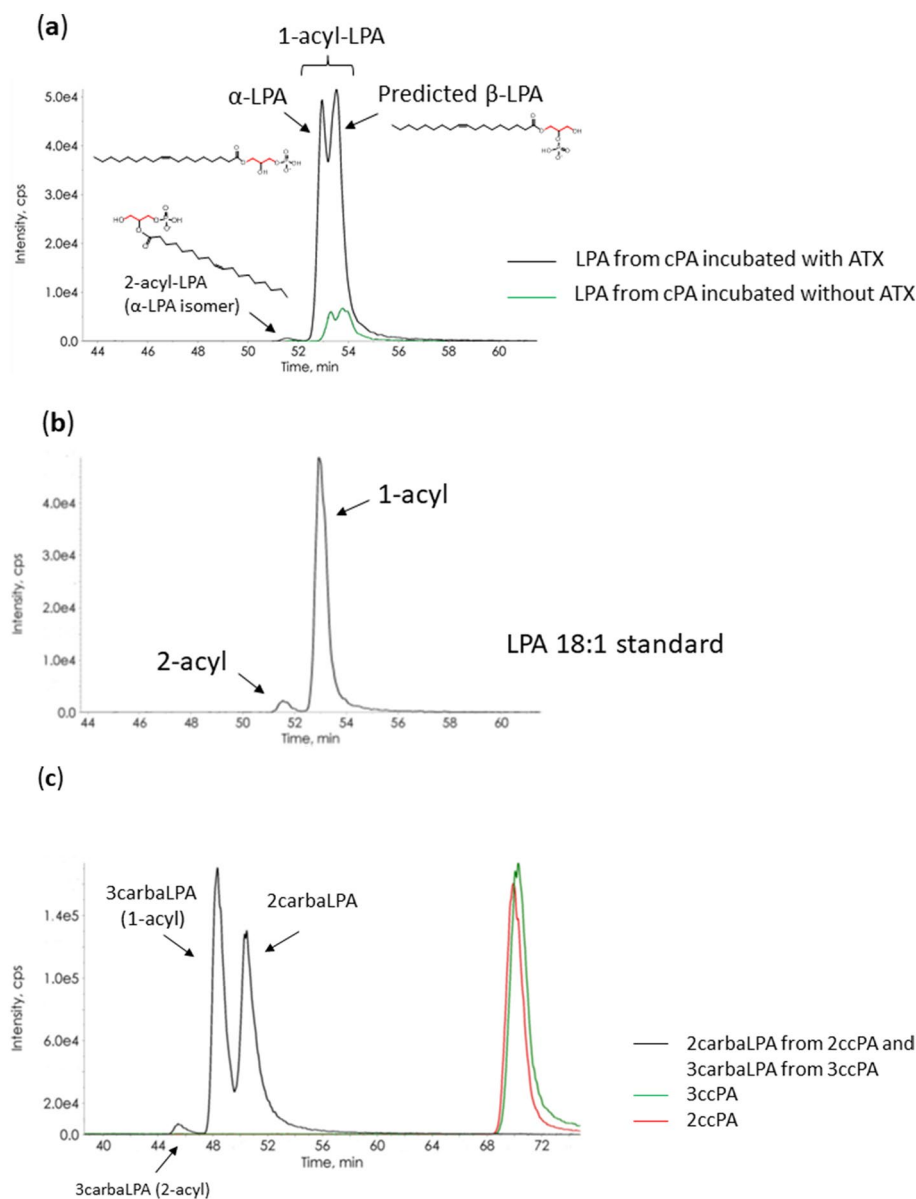 (a)
1-acyl-LPA
α-LPA
Predicted β-LPA
5.0e4
4.0e4
3.0e4
2.0e4
1.0e4
0.0
Intensity, cps
2-acyl-LPA
(α-LPA isomer)
LPA from cPA incubated with ATX
LPA from cPA incubated without ATX
44 46 48 50 52 54 56 58 60
Time, min
(b)
4.0e4
3.0e4
2.0e4
1.0e4
0.0
Intensity, cps
1-acyl
2-acyl
LPA 18:1 standard
44 46 48 50 52 54 56 58 60
Time, min
(c)
3carbaLPA
(1-acyl)
2carbaLPA
1.4e5
1.0e5
6.0e4
2.0e4
0.0
Intensity, cps
2carbaLPA from 2ccPA and
3carbaLPA from 3ccPA
3ccPA
2ccPA
40 44 48 52 56 60 64 68 72
Time, min
3carbaLPA (2-acyl)